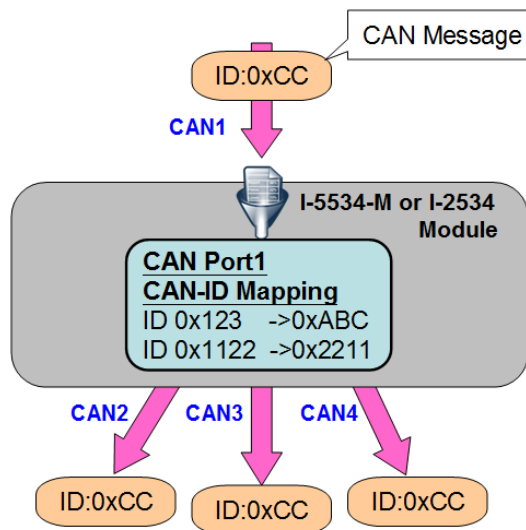 CAN Message
ID:0xCC
CAN1
I-5534-M or I-2534
Module
CAN Port1
CAN-ID Mapping
ID 0x123 ->0xABC
ID 0x1122 ->0x2211
CAN2
CAN3
CAN4
ID:0xCC
ID:0xCC
ID:0xCC